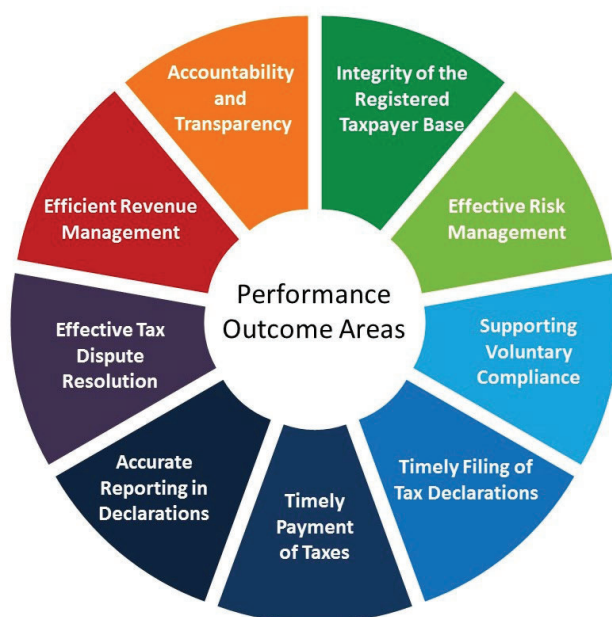 Performance
Outcome Areas
Integrity of the
Registered
Taxpayer Base
Effective Risk
Management
Supporting
Voluntary
Compliance
Timely Filing of
Tax Declarations
Timely
Payment
of Taxes
Accurate
Reporting in
Declarations
Effective Tax
Dispute
Resolution
Efficient Revenue
Management
Accountability
and
Transparency